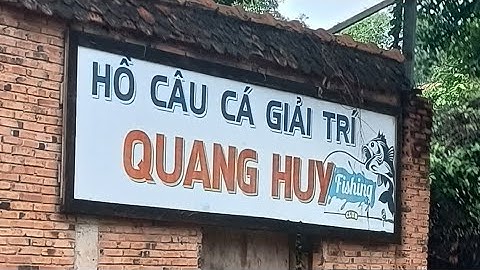 HỒ CÂU CÁ GIẢI TRÍ
QUANG HUY
Fishing